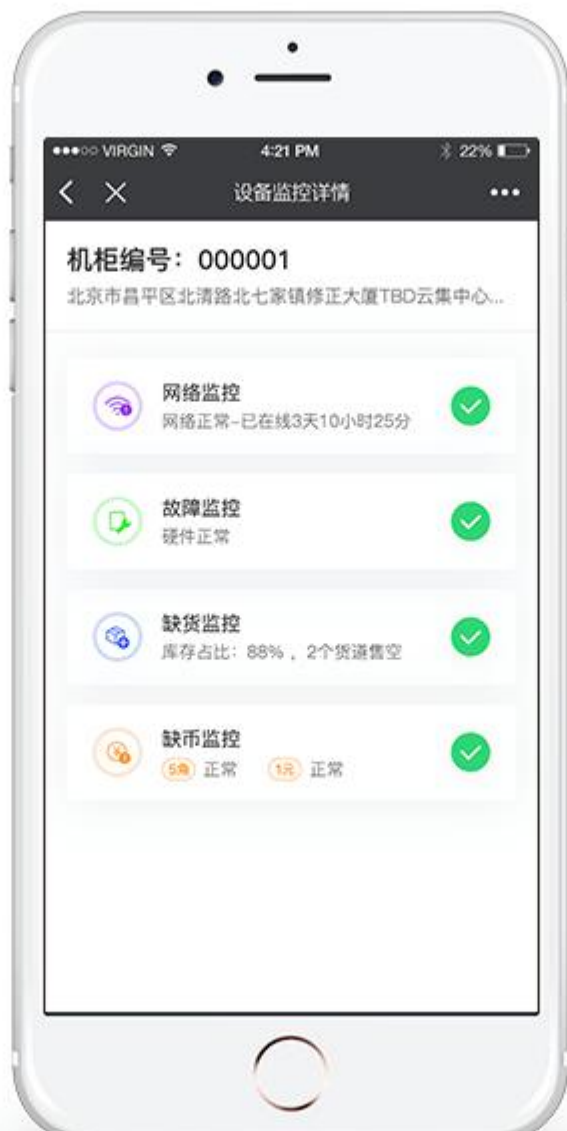 VIRGIN 4:21 PM 22%
设备监控详情
机柜编号：000001
北京市昌平区北清路北七家镇修正大厦TBD云集中心...
网络监控
网络正常-已在线3天10小时25分
故障监控
硬件正常
缺货监控
库存占比：88% ，2个货道售空
缺币监控
5角 正常 1元 正常